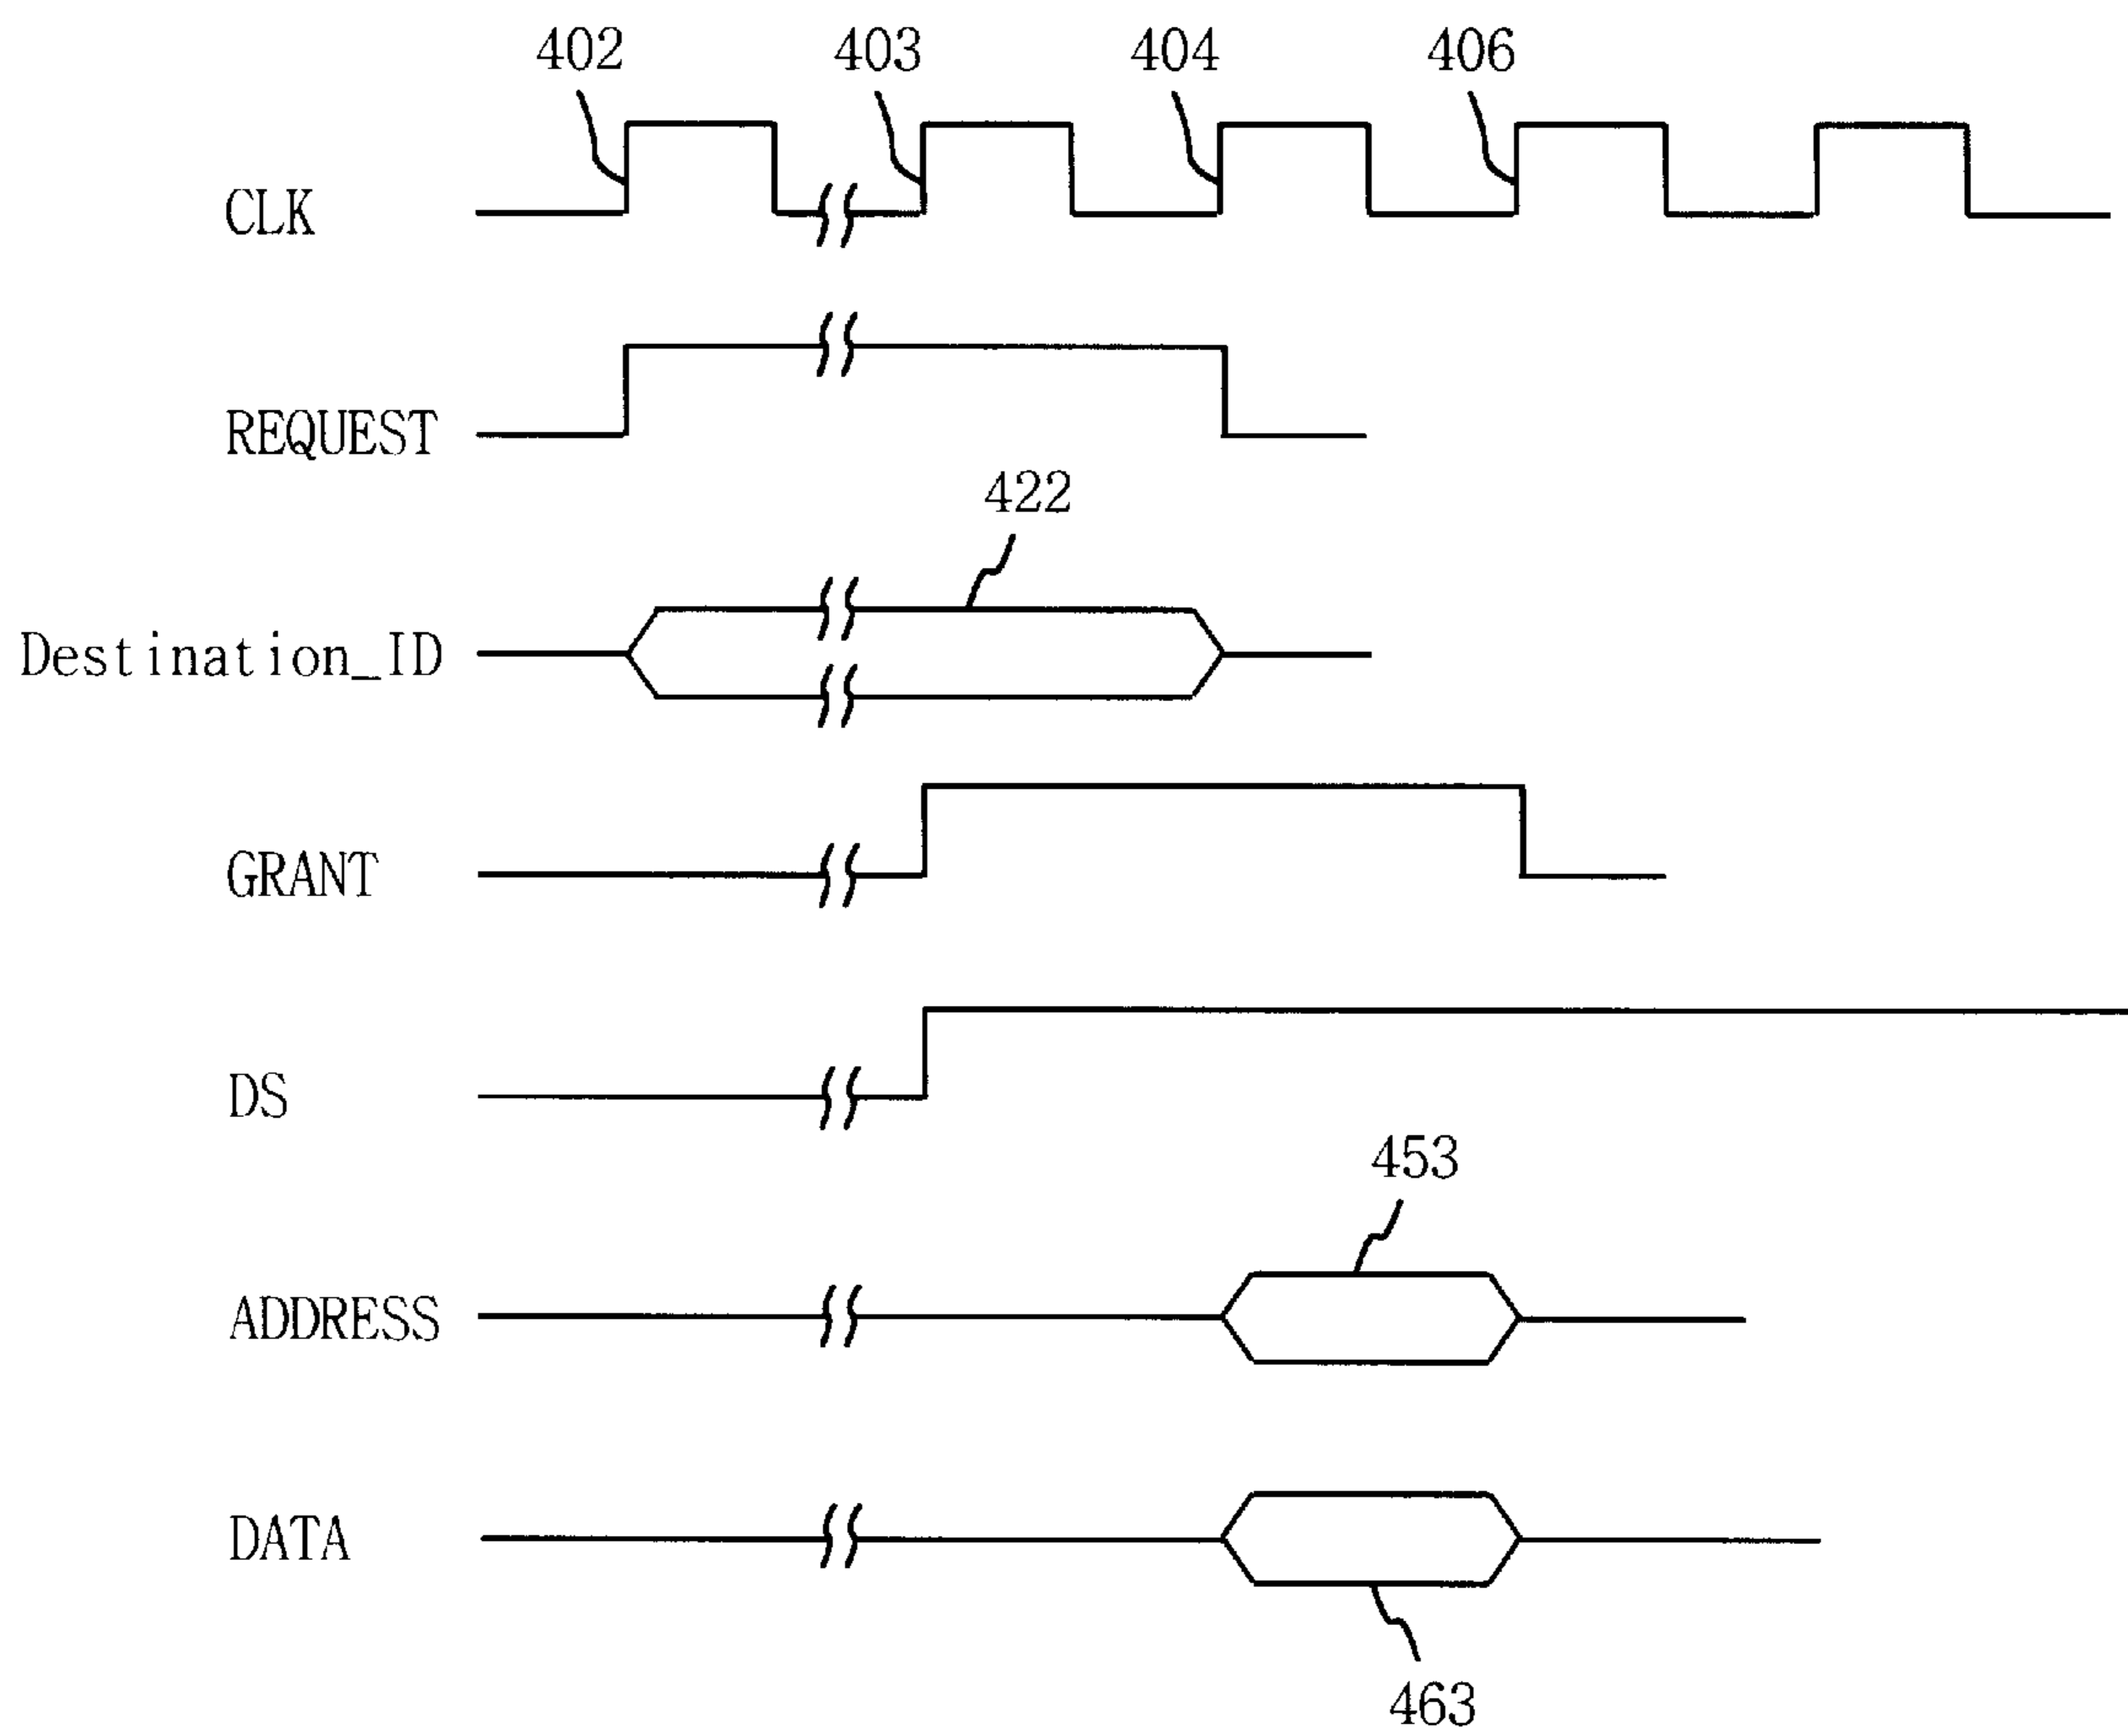 402 403 404 406
CLK
REQUEST
422
Destination_ID
GRANT
DS
453
ADDRESS
DATA
463